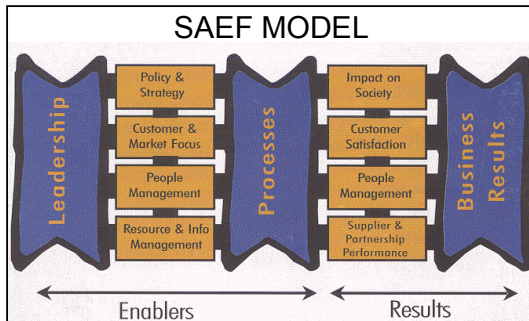 SAEF MODEL
Leadership
Policy &
Strategy
Customer &
Market Focus
People
Management
Resource & Info
Management
Processes
Impact on
Society
Customer
Satisfaction
People
Management
Supplier &
Partnership
Performance
Business
Results
Enablers
Results